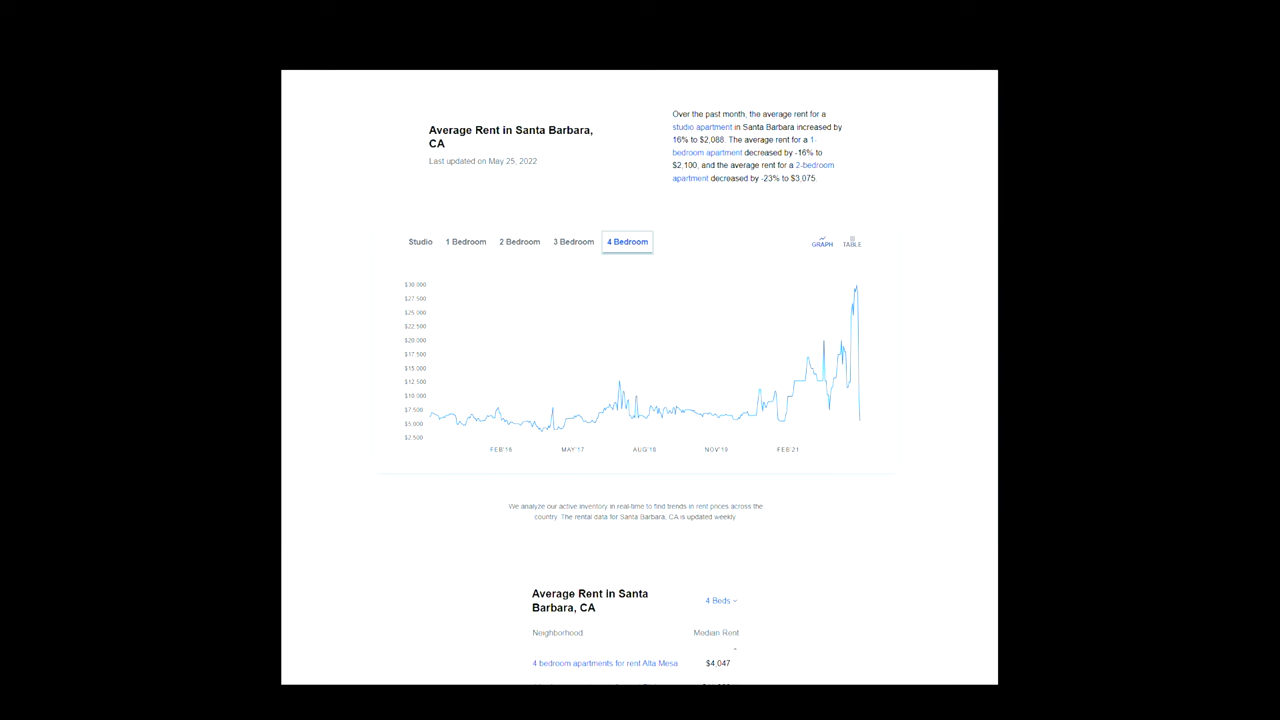 Average Rent in Santa Barbara,
CA
Last updated on May 25, 2022
Over the past month, the average rent for a
studio apartment in Santa Barbara increased by
16% to $2,088. The average rent for a 1-
bedroom apartment decreased by -16% to
$2,100, and the average rent for a 2-bedroom
apartment decreased by -23% to $3,075.
Studio 1 Bedroom 2 Bedroom 3 Bedroom 4 Bedroom
GRAPH TABLE
$30 000
$27 500
$25 000
$22 500
$20 000
$17 500
$15 000
$12 500
$10 000
$7 500
$5 000
$2 500
FEB'16 MAY'17 AUG'18 NOV'19 FEB'21
We analyze our active inventory in real-time to find trends in rent prices across the
country. The rental data for Santa Barbara, CA is updated weekly
Average Rent in Santa
Barbara, CA
4 Beds
Neighborhood Median Rent
4 bedroom apartments for rent Alta Mesa $4,047